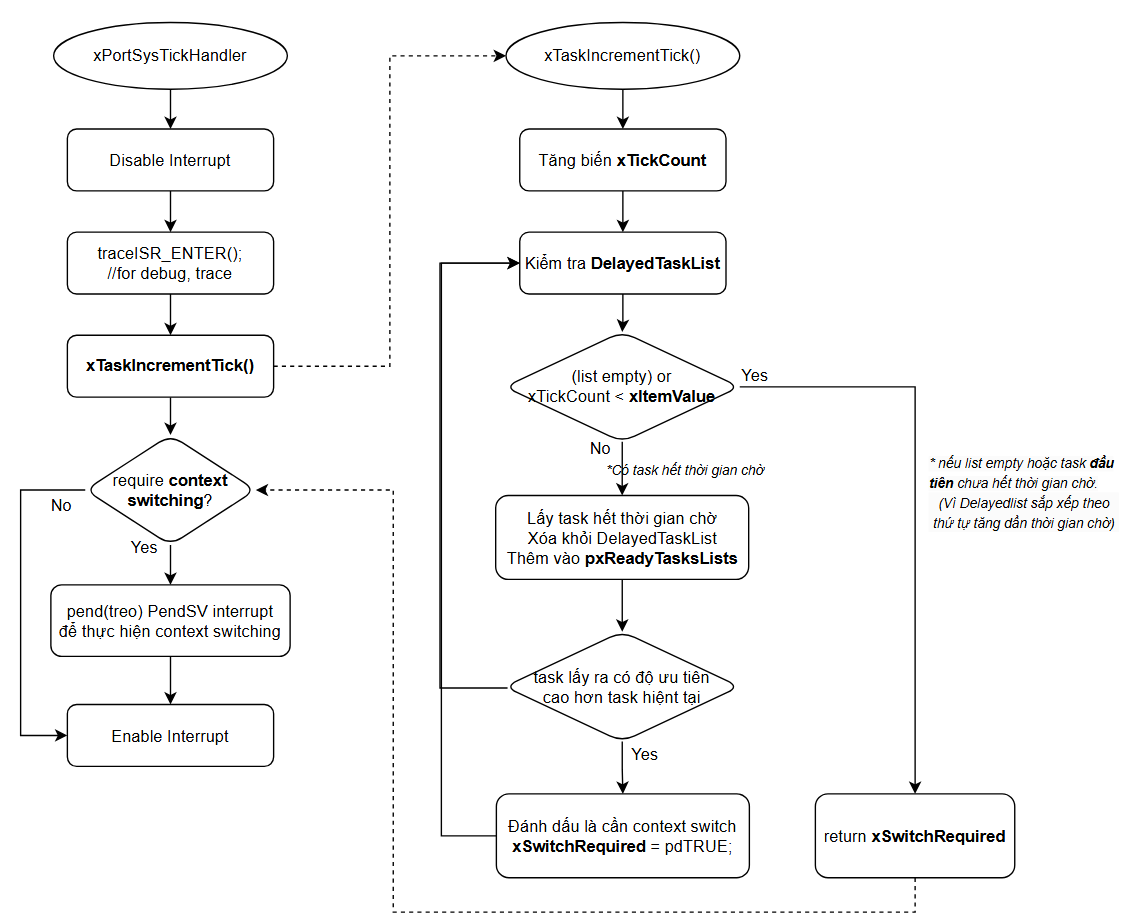 xPortSysTickHandler
Disable Interrupt
traceISR_ENTER();
//for debug, trace
xTaskIncrementTick()
require context
switching?
No
Yes
pend(treo) PendSV interrupt
để thực hiện context switching
Enable Interrupt
xTaskIncrementTick()
Tăng biến xTickCount
Kiểm tra DelayedTaskList
(list empty) or
xTickCount < xItemValue
Yes
No
*Có task hết thời gian chờ
* nếu list empty hoặc task đầu
tiên chưa hết thời gian chờ.
(Vì Delayedlist sắp xếp theo
thứ tự tăng dần thời gian chờ)
Lấy task hết thời gian chờ
Xóa khỏi DelayedTaskList
Thêm vào pxReadyTasksLists
task lấy ra có độ ưu tiên
cao hơn task hiệnt tại
Yes
Đánh dấu là cần context switch
xSwitchRequired = pdTRUE;
return xSwitchRequired